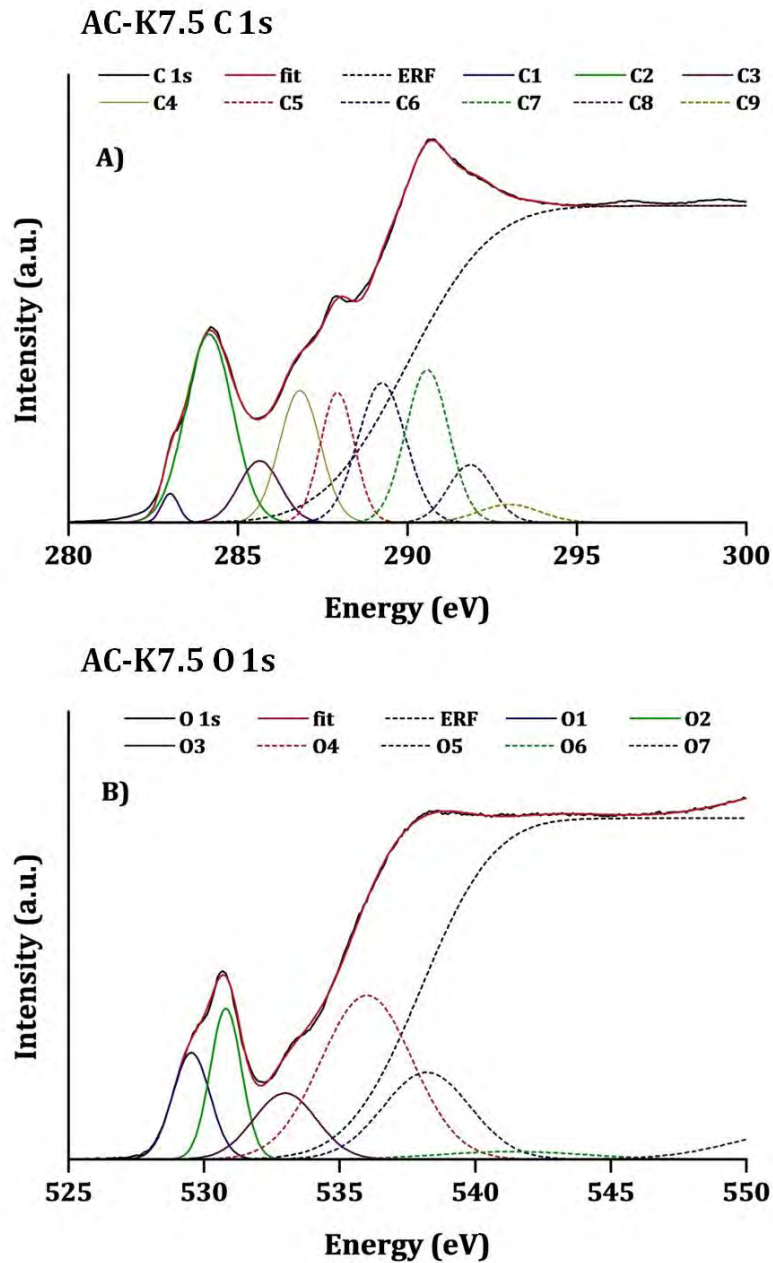 AC-K7.5 C 1s
C 1s fit ERF C1 C2 C3
C4 C5 C6 C7 C8 C9
A)
Intensity (a.u.)
280 285 290 295 300
Energy (eV)
AC-K7.5 O 1s
O 1s fit ERF O1 O2
O3 O4 O5 O6 O7
B)
Intensity (a.u.)
525 530 535 540 545 550
Energy (eV)